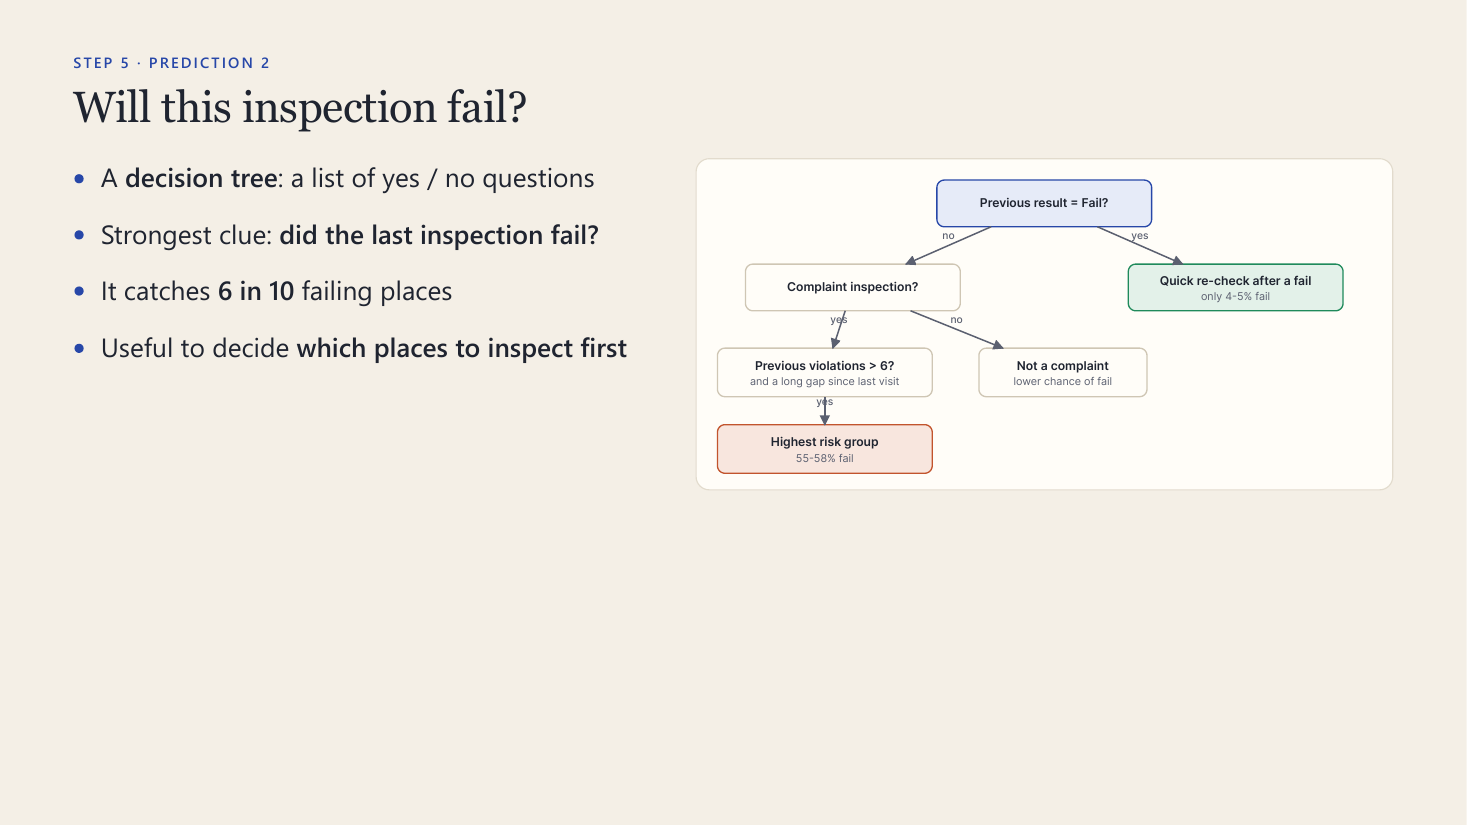 STEP 5 · PREDICTION 2
Will this inspection fail?
• A decision tree: a list of yes / no questions
• Strongest clue: did the last inspection fail?
• It catches 6 in 10 failing places
• Useful to decide which places to inspect first
Previous result = Fail?
no
yes
Complaint inspection?
Quick re-check after a fail
only 4-5% fail
yes
no
Previous violations > 6?
and a long gap since last visit
Not a complaint
lower chance of fail
yes
Highest risk group
55-58% fail